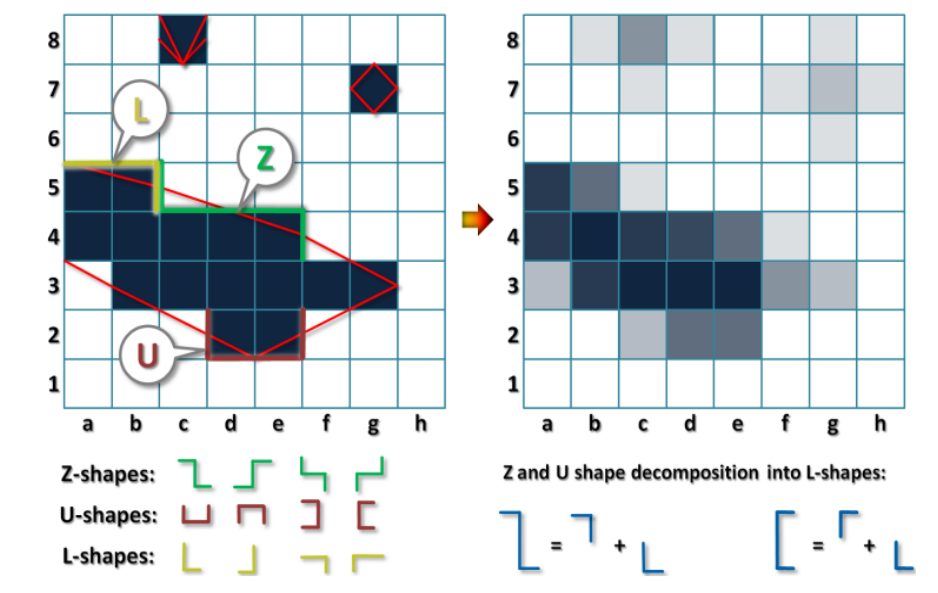 8
7
6
5
4
3
2
1
a b c d e f g h
L
Z
U
8
7
6
5
4
3
2
1
a b c d e f g h
Z-shapes:
U-shapes:
L-shapes:
Z and U shape decomposition into L-shapes:
= +
= +